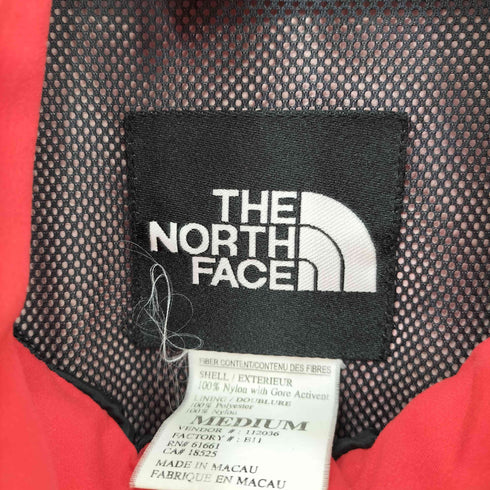 THE
NORTH
FACE
FIBER CONTENT/CONTENU DES FIBRES
SHELL / EXTERIEUR
100% Nylon with Gore Activent
LINING / DOUBLURE
100% Polyester
100% Nylon
MEDIUM
VENDOR # : 112036
FACTORY # : B11
RN# 61661
CA# 18525
MADE IN MACAU
FABRIQUE EN MACAU